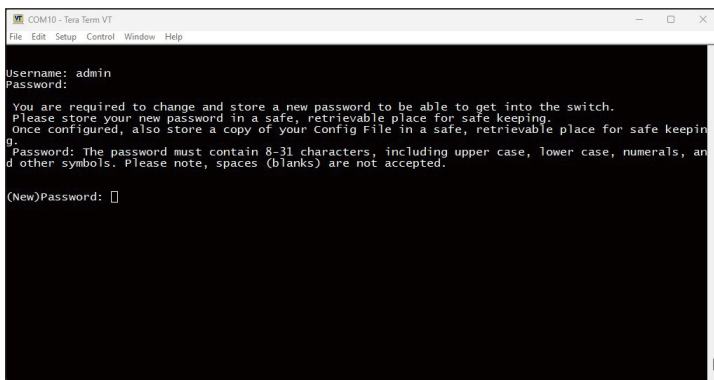 COM10 - Tera Term VT
File Edit Setup Control Window Help
Username: admin
Password:
You are required to change and store a new password to be able to get into the switch.
Please store your new password in a safe, retrievable place for safe keeping.
Once configured, also store a copy of your Config File in a safe, retrievable place for safe keepin
g.
Password: The password must contain 8-31 characters, including upper case, lower case, numerals, an
d other symbols. Please note, spaces (blanks) are not accepted.
(New)Password: